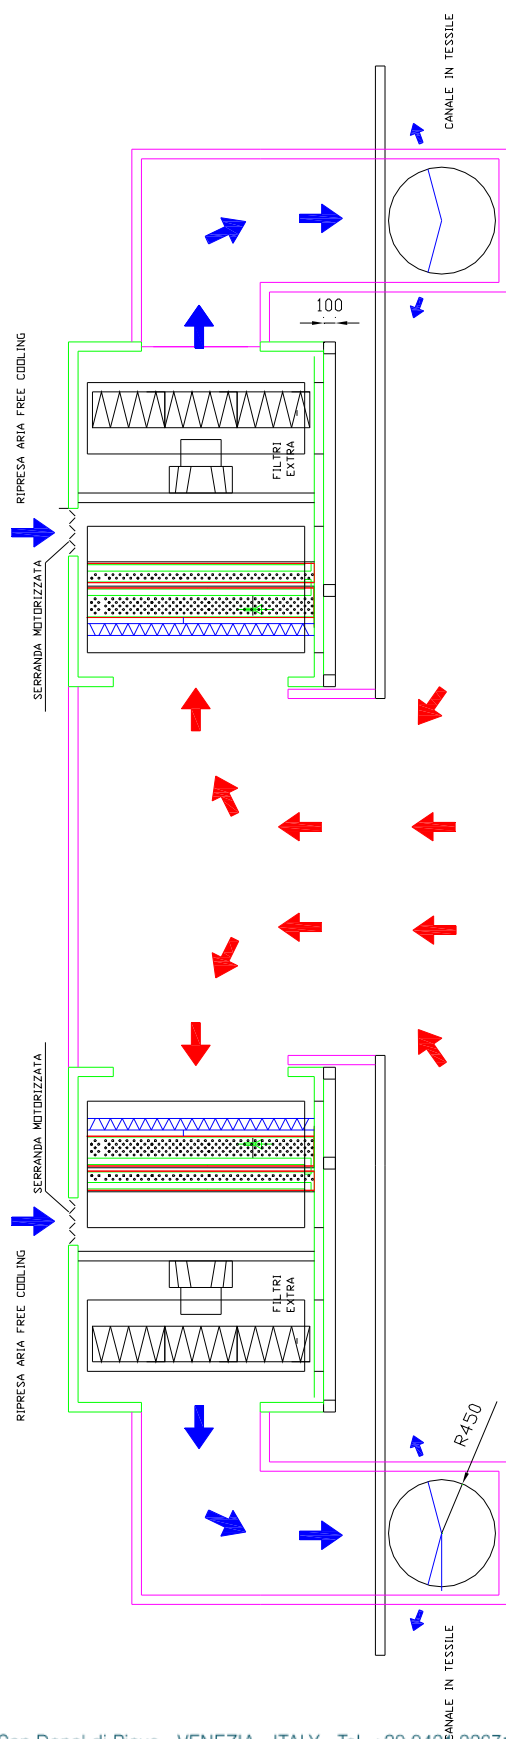 CANALE IN TESSILE
100
RIPRESA ARIA FREE COOLING
FILTRI
EXTRA
SERRANDA MOTORIZZATA
SERRANDA MOTORIZZATA
RIPRESA ARIA FREE COOLING
FILTRI
EXTRA
R450
CANALE IN TESSILE
VENEZIA - ITALY - Tel.